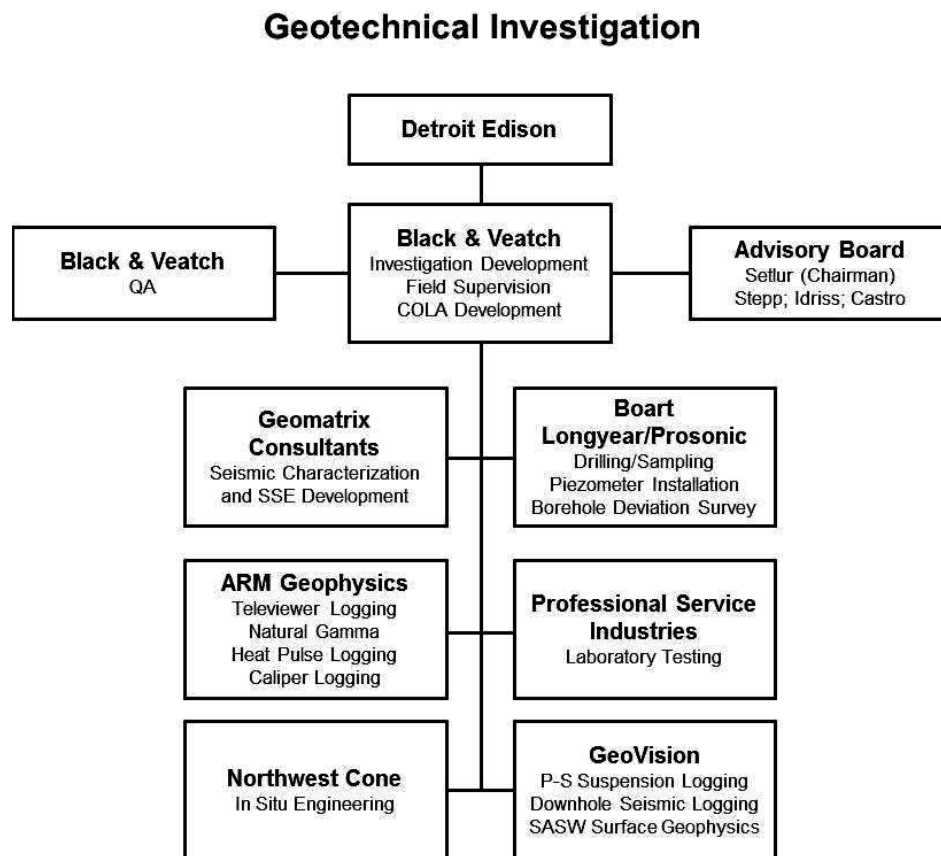 Geotechnical Investigation
Detroit Edison
Black & Veatch
QA
Black & Veatch
Investigation Development
Field Supervision
COLA Development
Advisory Board
Setlur (Chairman)
Stepp; Idriss; Castro
Geomatrix
Consultants
Seismic Characterization
and SSE Development
Boart
Longyear/Prosonic
Drilling/Sampling
Piezometer Installation
Borehole Deviation Survey
ARM Geophysics
Televiewer Logging
Natural Gamma
Heat Pulse Logging
Caliper Logging
Professional Service
Industries
Laboratory Testing
Northwest Cone
In Situ Engineering
GeoVision
P-S Suspension Logging
Downhole Seismic Logging
SASW Surface Geophysics